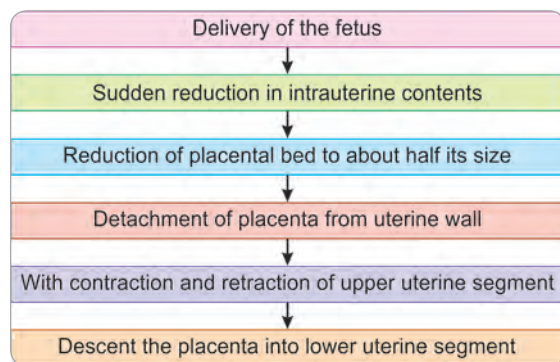 Delivery of the fetus
Sudden reduction in intrauterine contents
Reduction of placental bed to about half its size
Detachment of placenta from uterine wall
With contraction and retraction of upper uterine segment
Descent the placenta into lower uterine segment